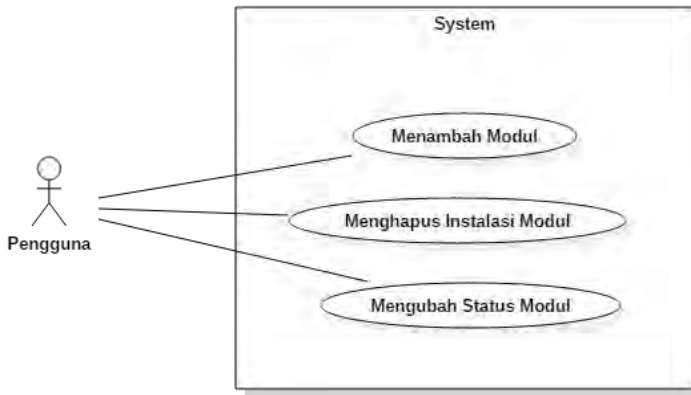 System
Menambah Modul
Menghapus Instalasi Modul
Pengguna
Mengubah Status Modul